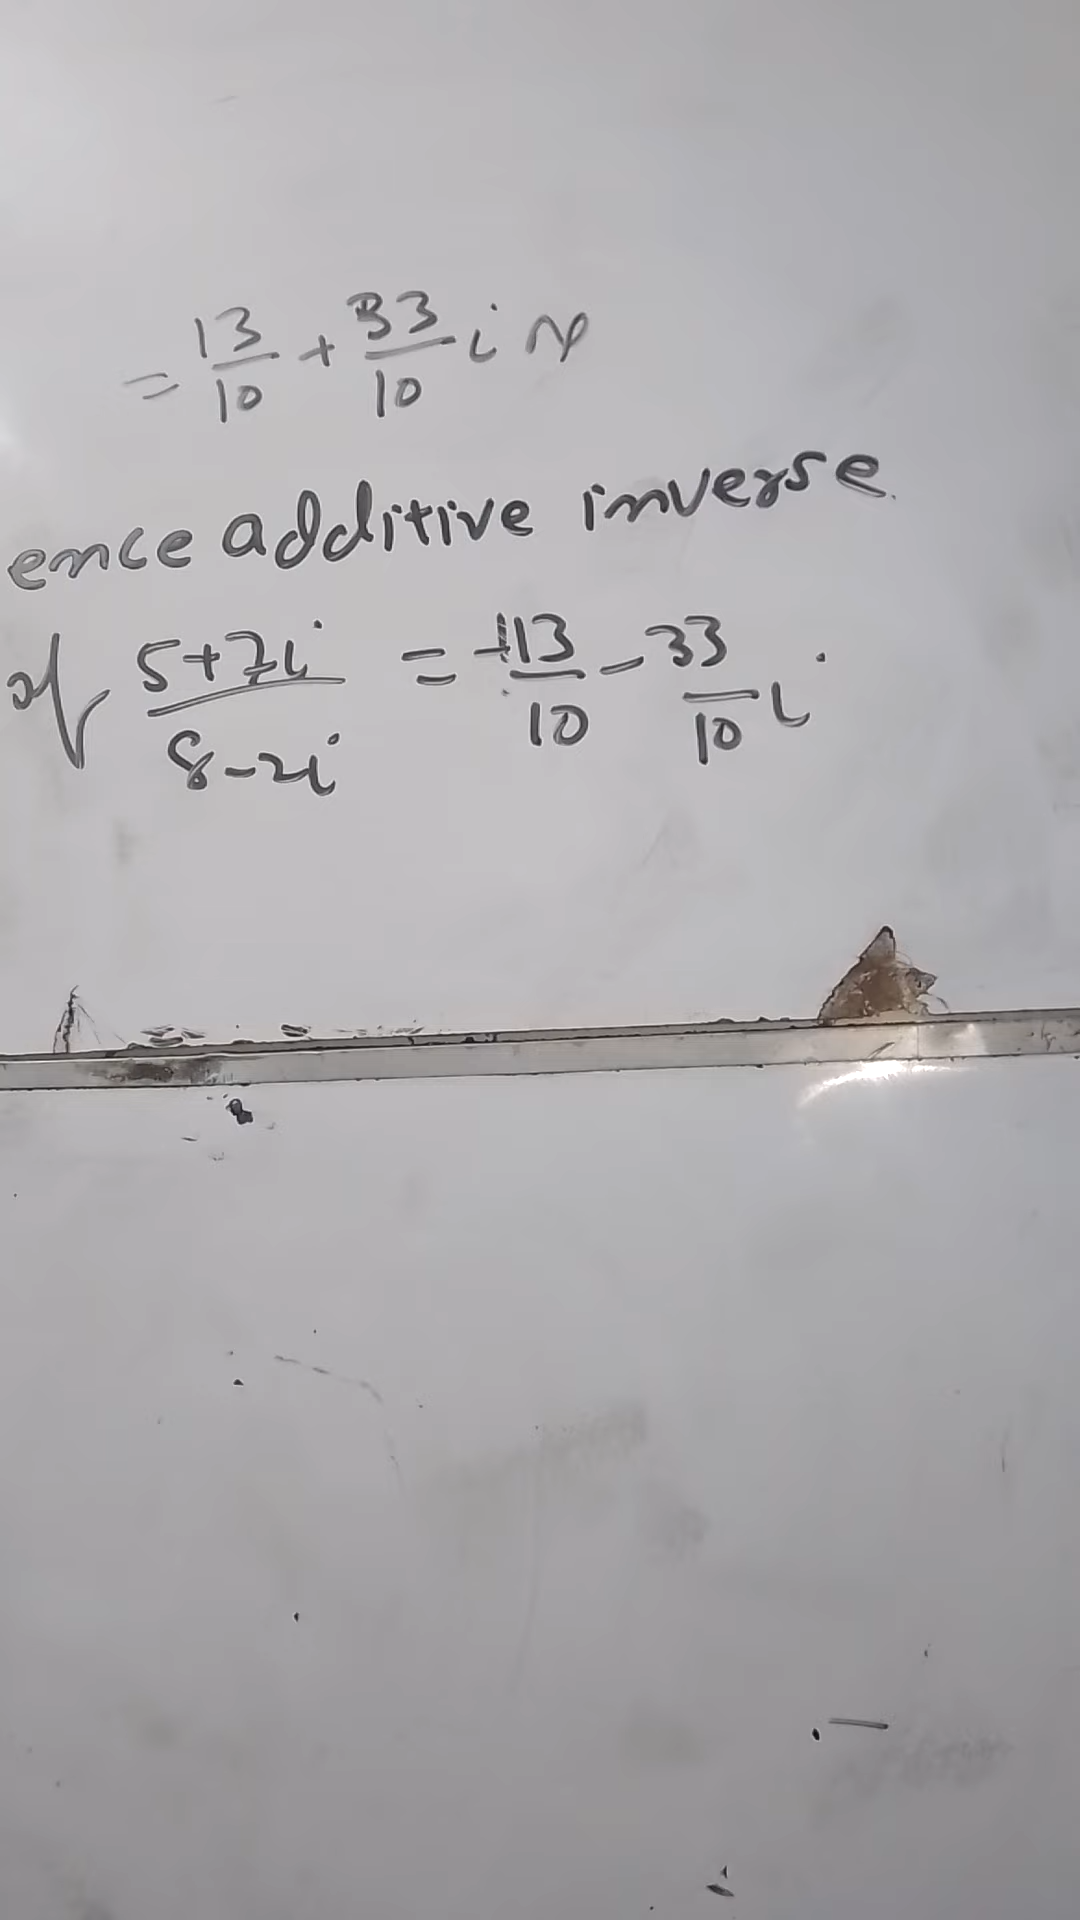 = 13/10 + 33/10 i
ence additive inverse
of 5+7i/8-2i = -13/10 - 33/10 i